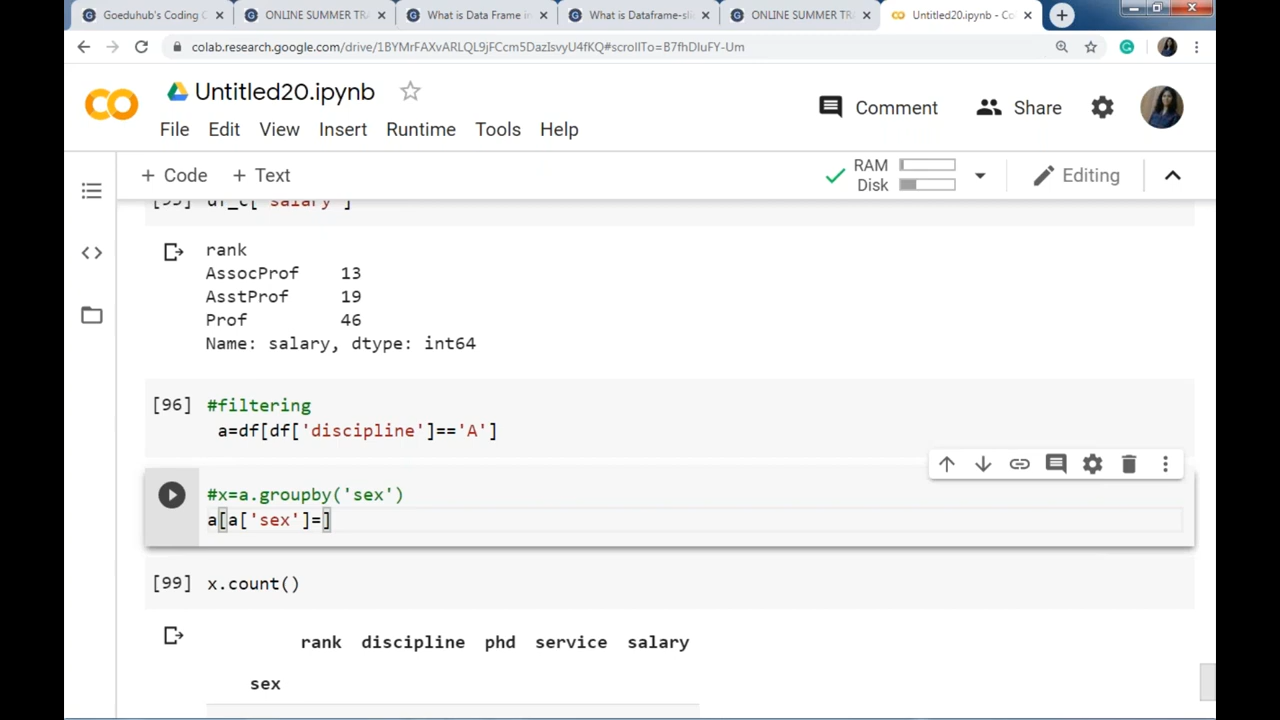 Goeduhub's Coding C
ONLINE SUMMER TRA
What is Data Frame in
What is Dataframe-sli
ONLINE SUMMER TRA
Untitled20.ipynb - Co
colab.research.google.com/drive/1BYMrFAXvARLQL9jFCcm5DazIsvyU4fKQ#scrollTo=B7fhDluFY-Um
Untitled20.ipynb
Comment
Share
File Edit View Insert Runtime Tools Help
+ Code + Text
RAM
Disk
Editing
[95] df_c['salary']
rank
AssocProf 13
AsstProf 19
Prof 46
Name: salary, dtype: int64
[96] #filtering
a=df[df['discipline']=='A']
#x=a.groupby('sex')
a[a['sex']=]
[99] x.count()
rank discipline phd service salary
sex